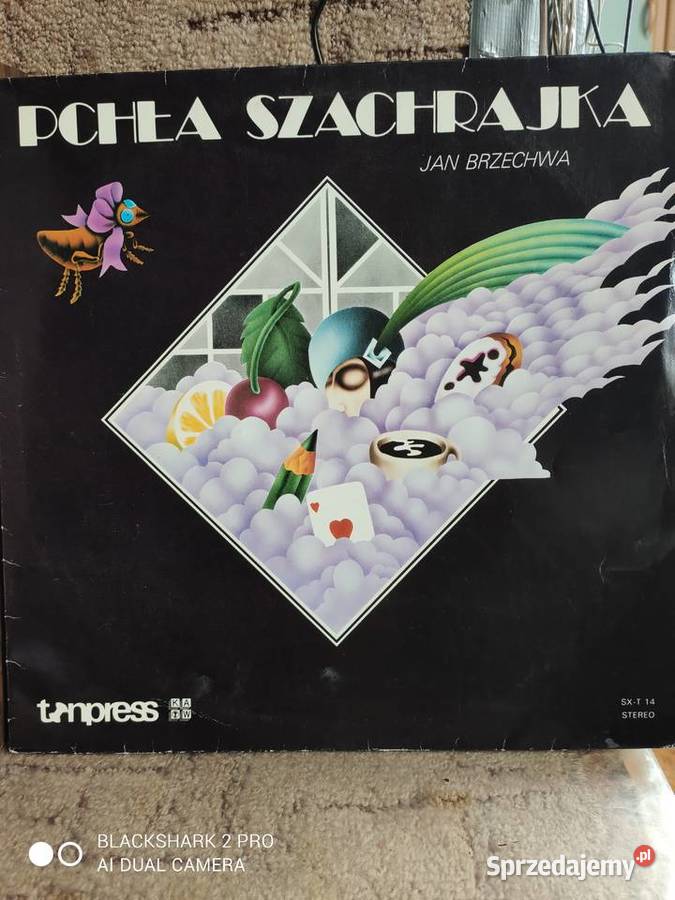 PCHŁA SZACHRAJKA
JAN BRZECHWA
tonpress KAW
SX-T 14
STEREO
BLACKSHARK 2 PRO
AI DUAL CAMERA
Sprzedajemy.pl